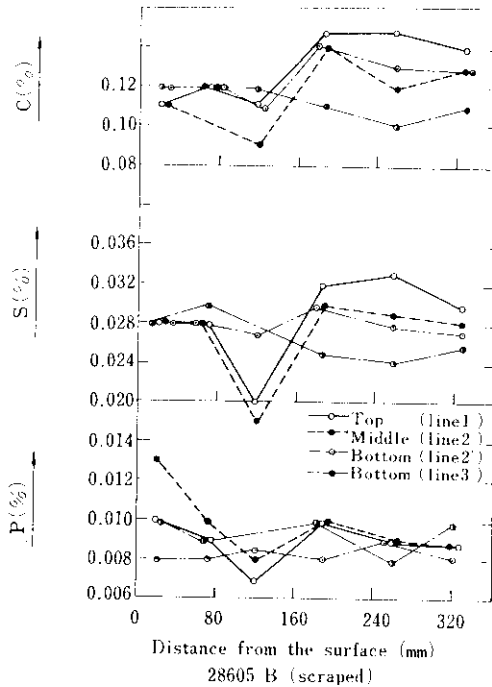 C(%)
0.12
0.10
0.08
S(%)
0.036
0.032
0.028
0.024
0.020
Top (line1)
Middle (line2)
Bottom (line2)
Bottom (line3)
P(%)
0.014
0.012
0.010
0.008
0.006
0 80 160 240 320
Distance from the surface (mm)
28605 B (scraped)